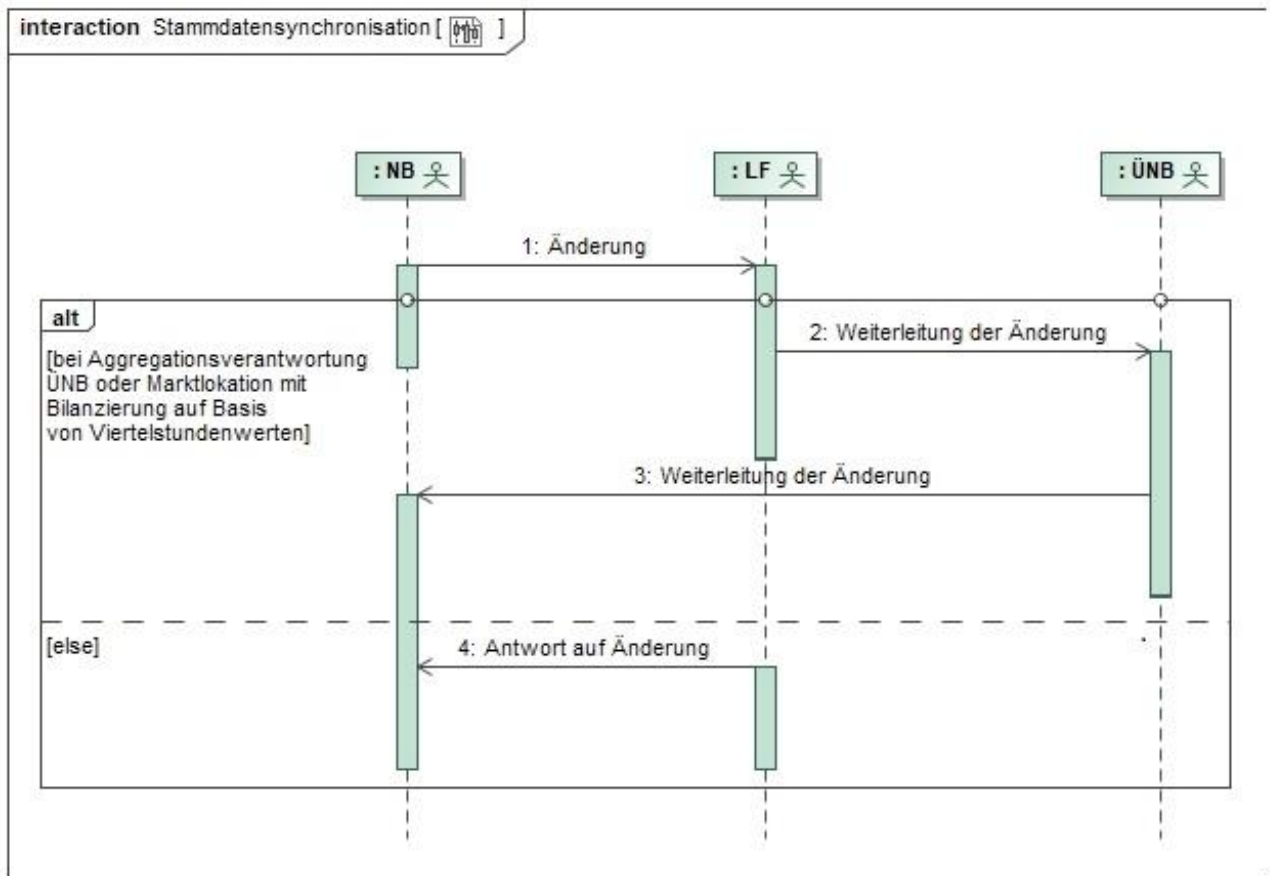 interaction Stammdatensynchronisation [ ]
: NB
: LF
: ÜNB
1: Änderung
alt
2: Weiterleitung der Änderung
[bei Aggregationsverantwortung
ÜNB oder Marktlokation mit
Bilanzierung auf Basis
von Viertelstundenwerten]
3: Weiterleitung der Änderung
[else]
4: Antwort auf Änderung